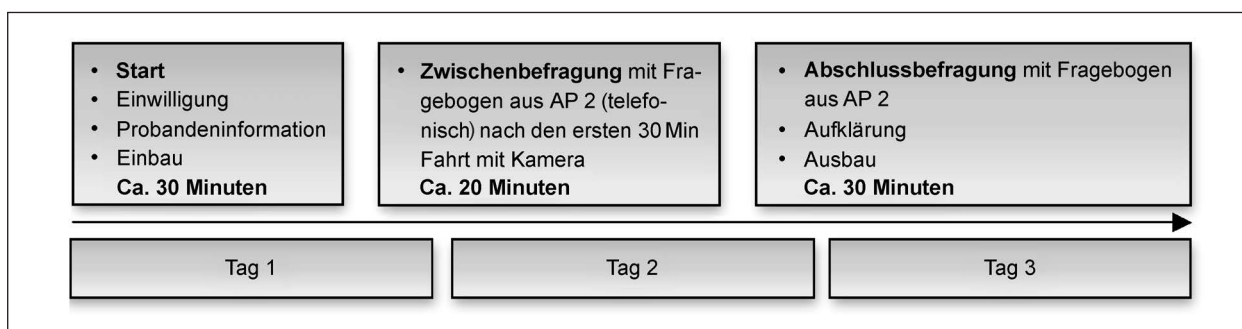 • Start
• Einwilligung
• Probandeninformation
• Einbau
Ca. 30 Minuten
• Zwischenbefragung mit Fra-
gebogen aus AP 2 (telefo-
nisch) nach den ersten 30 Min
Fahrt mit Kamera
Ca. 20 Minuten
• Abschlussbefragung mit Fragebogen
aus AP 2
• Aufklärung
• Ausbau
Ca. 30 Minuten
Tag 1
Tag 2
Tag 3